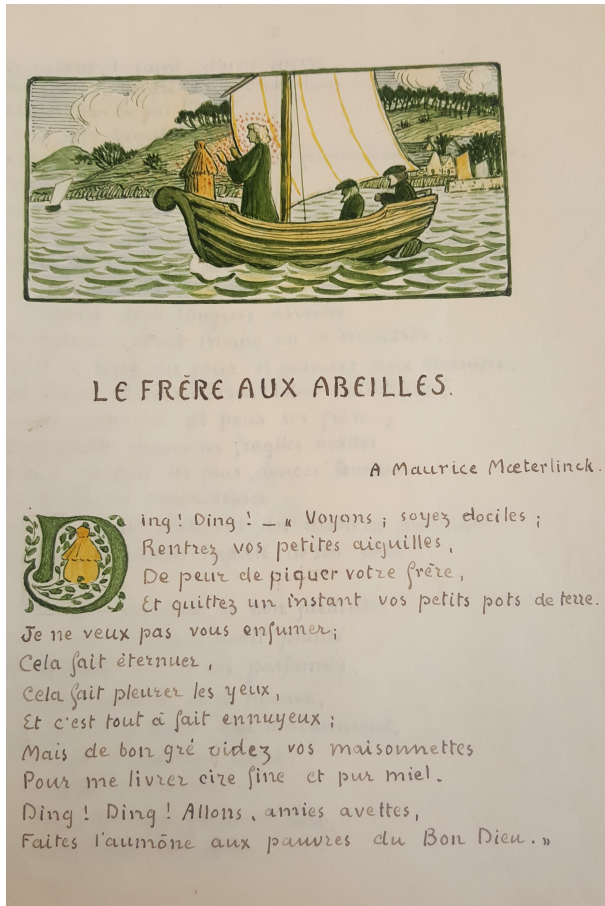 LE FRÈRE AUX ABEILLES.
A Maurice Mœterlinck.
Ding! Ding! — « Voyons; soyez dociles;
Rentrez vos petites aiguilles,
De peur de piquer votre frère,
Et quittez un instant vos petits pots de terre.
Je ne veux pas vous enfumer;
Cela fait éternuer,
Cela fait pleurer les yeux,
Et c'est tout à fait ennuyeux;
Mais de bon gré videz vos maisonnettes
Pour me livrer cire fine et pur miel.
Ding! Ding! Allons, amies avettes,
Faites l'aumône aux pauvres du Bon Dieu. »